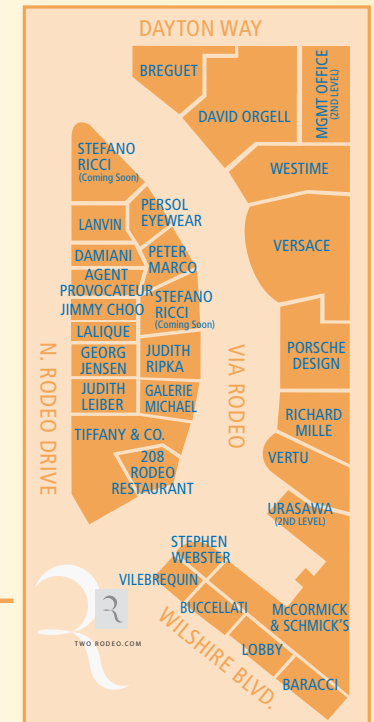 DAYTON WAY
BREGUET
DAVID ORGELL
MGMT OFFICE
(2ND LEVEL)
STEFANO
RICCI
(Coming Soon)
WESTIME
LANVIN
PERSOL
EYEWEAR
VERSACE
DAMIANI
PETER
MARCO
AGENT
PROVOCATEUR
STEFANO
RICCI
(Coming Soon)
JIMMY CHOO
LALIQUE
GEORG
JENSEN
JUDITH
RIPKA
PORSCHE
DESIGN
JUDITH
LEIBER
GALERIE
MICHAEL
N. RODEO DRIVE
VIA RODEO
RICHARD
MILLE
TIFFANY & CO.
208
RODEO
RESTAURANT
VERTU
URASAWA
(2ND LEVEL)
STEPHEN
WEBSTER
VILEBREQUIN
BUCCELLATI
McCORMICK
& SCHMICK'S
WILSHIRE BLVD.
LOBBY
BARACCI
R
R
TWO RODEO.COM